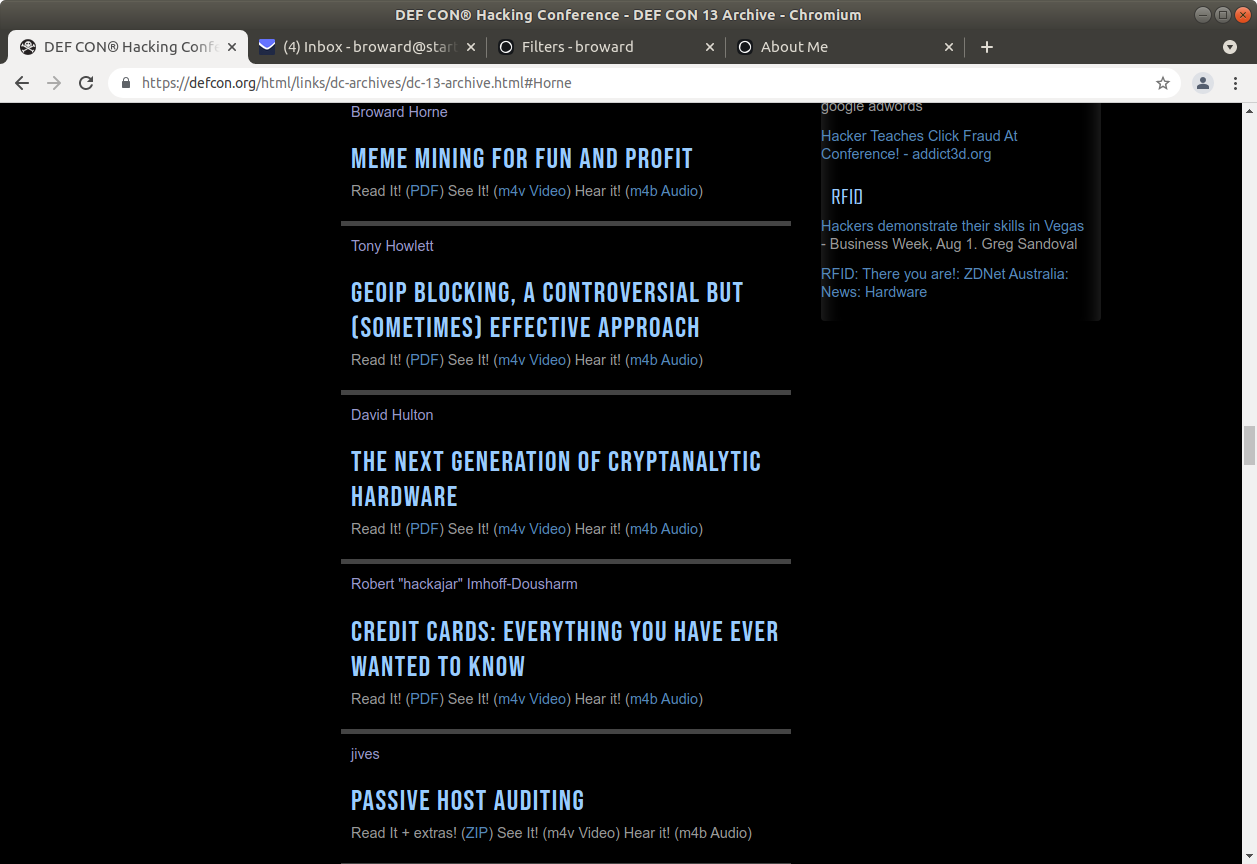 DEF CON® Hacking Conference - DEF CON 13 Archive - Chromium
DEF CON® Hacking Confe
(4) Inbox - broward@start
Filters - broward
About Me
https://defcon.org/html/links/dc-archives/dc-13-archive.html#Horne
Broward Horne
MEME MINING FOR FUN AND PROFIT
Read It! (PDF) See It! (m4v Video) Hear it! (m4b Audio)
Tony Howlett
GEOIP BLOCKING, A CONTROVERSIAL BUT
(SOMETIMES) EFFECTIVE APPROACH
Read It! (PDF) See It! (m4v Video) Hear it! (m4b Audio)
David Hulton
THE NEXT GENERATION OF CRYPTANALYTIC
HARDWARE
Read It! (PDF) See It! (m4v Video) Hear it! (m4b Audio)
Robert "hackajar" Imhoff-Dousharm
CREDIT CARDS: EVERYTHING YOU HAVE EVER
WANTED TO KNOW
Read It! (PDF) See It! (m4v Video) Hear it! (m4b Audio)
jives
PASSIVE HOST AUDITING
Read It + extras! (ZIP) See It! (m4v Video) Hear it! (m4b Audio)
google adwords
Hacker Teaches Click Fraud At
Conference! - addict3d.org
RFID
Hackers demonstrate their skills in Vegas
- Business Week, Aug 1. Greg Sandoval
RFID: There you are!: ZDNet Australia:
News: Hardware